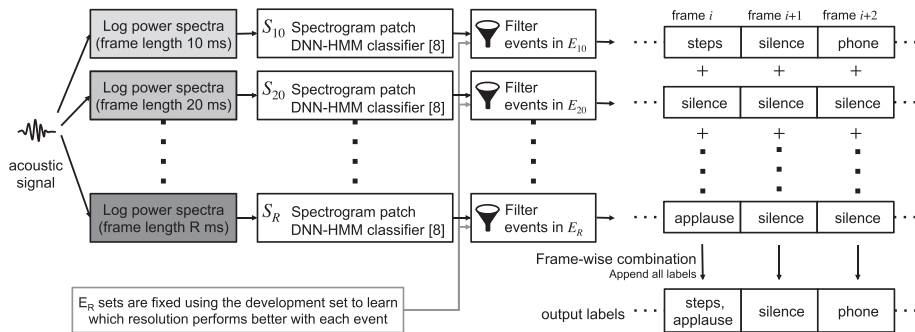 frame i frame i+1 frame i+2
Log power spectra
(frame length 10 ms)
S10 Spectrogram patch
DNN-HMM classifier [8]
Filter
events in E10
· · · steps silence phone · · ·
+ + +
Log power spectra
(frame length 20 ms)
S20 Spectrogram patch
DNN-HMM classifier [8]
Filter
events in E20
· · · silence silence silence · · ·
+ + +
acoustic
signal
Log power spectra
(frame length R ms)
SR Spectrogram patch
DNN-HMM classifier [8]
Filter
events in ER
· · · applause silence silence · · ·
Frame-wise combination
Append all labels
ER sets are fixed using the development set to learn
which resolution performs better with each event
output labels · · · steps,
applause silence phone · · ·